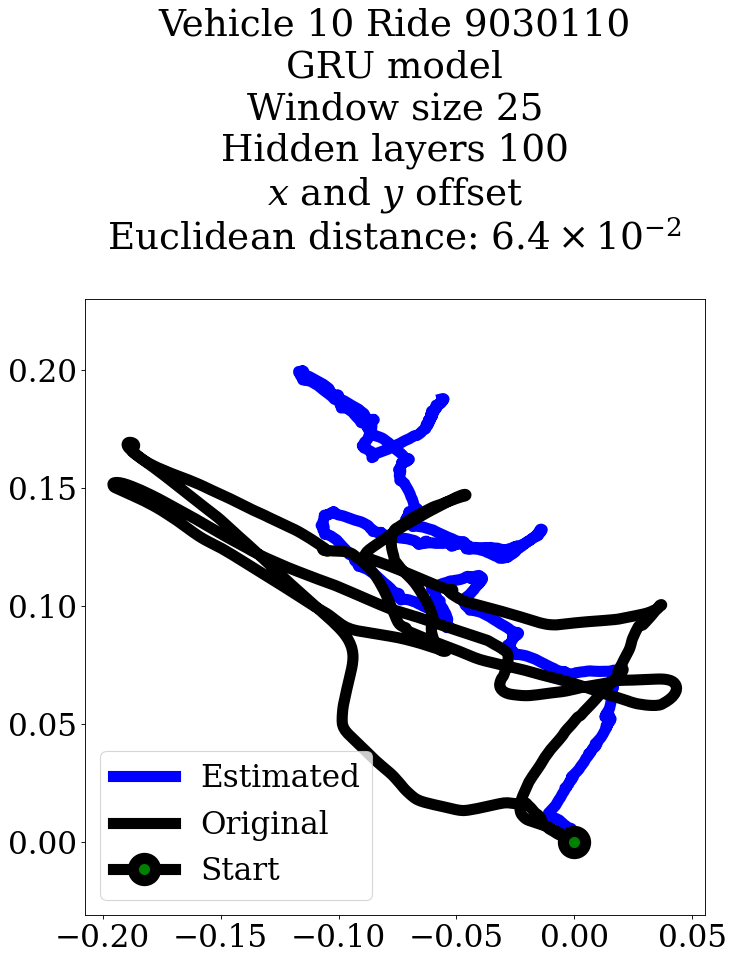 Vehicle 10 Ride 9030110
GRU model
Window size 25
Hidden layers 100
x and y offset
Euclidean distance: 6.4 × 10⁻²
0.20
0.15
0.10
0.05
0.00
Estimated
Original
Start
−0.20 −0.15 −0.10 −0.05 0.00 0.05